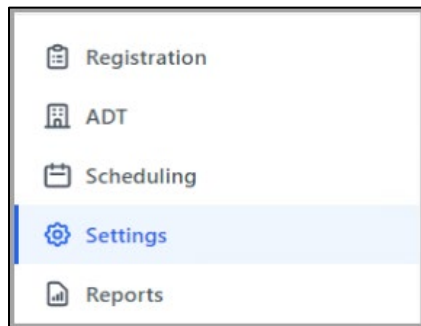 Registration
ADT
Scheduling
Settings
Reports